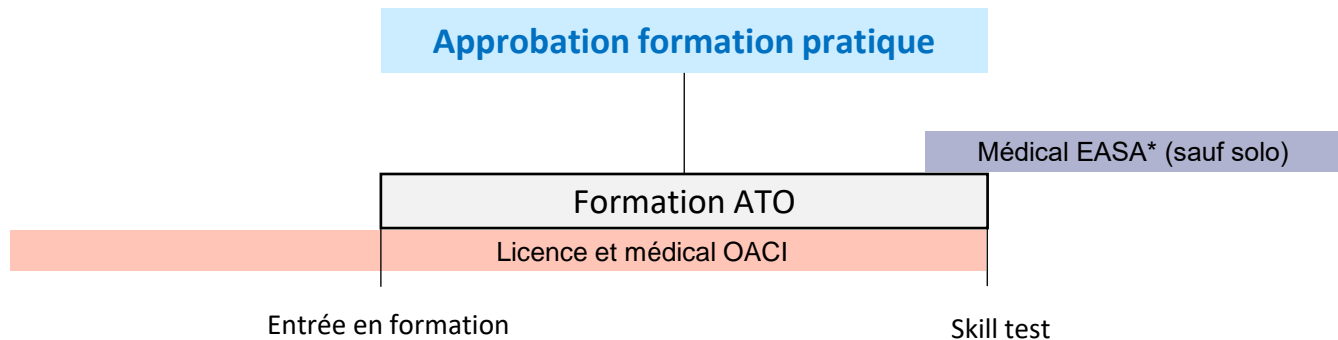 Approbation formation pratique
Médical EASA* (sauf solo)
Formation ATO
Licence et médical OACI
Entrée en formation
Skill test